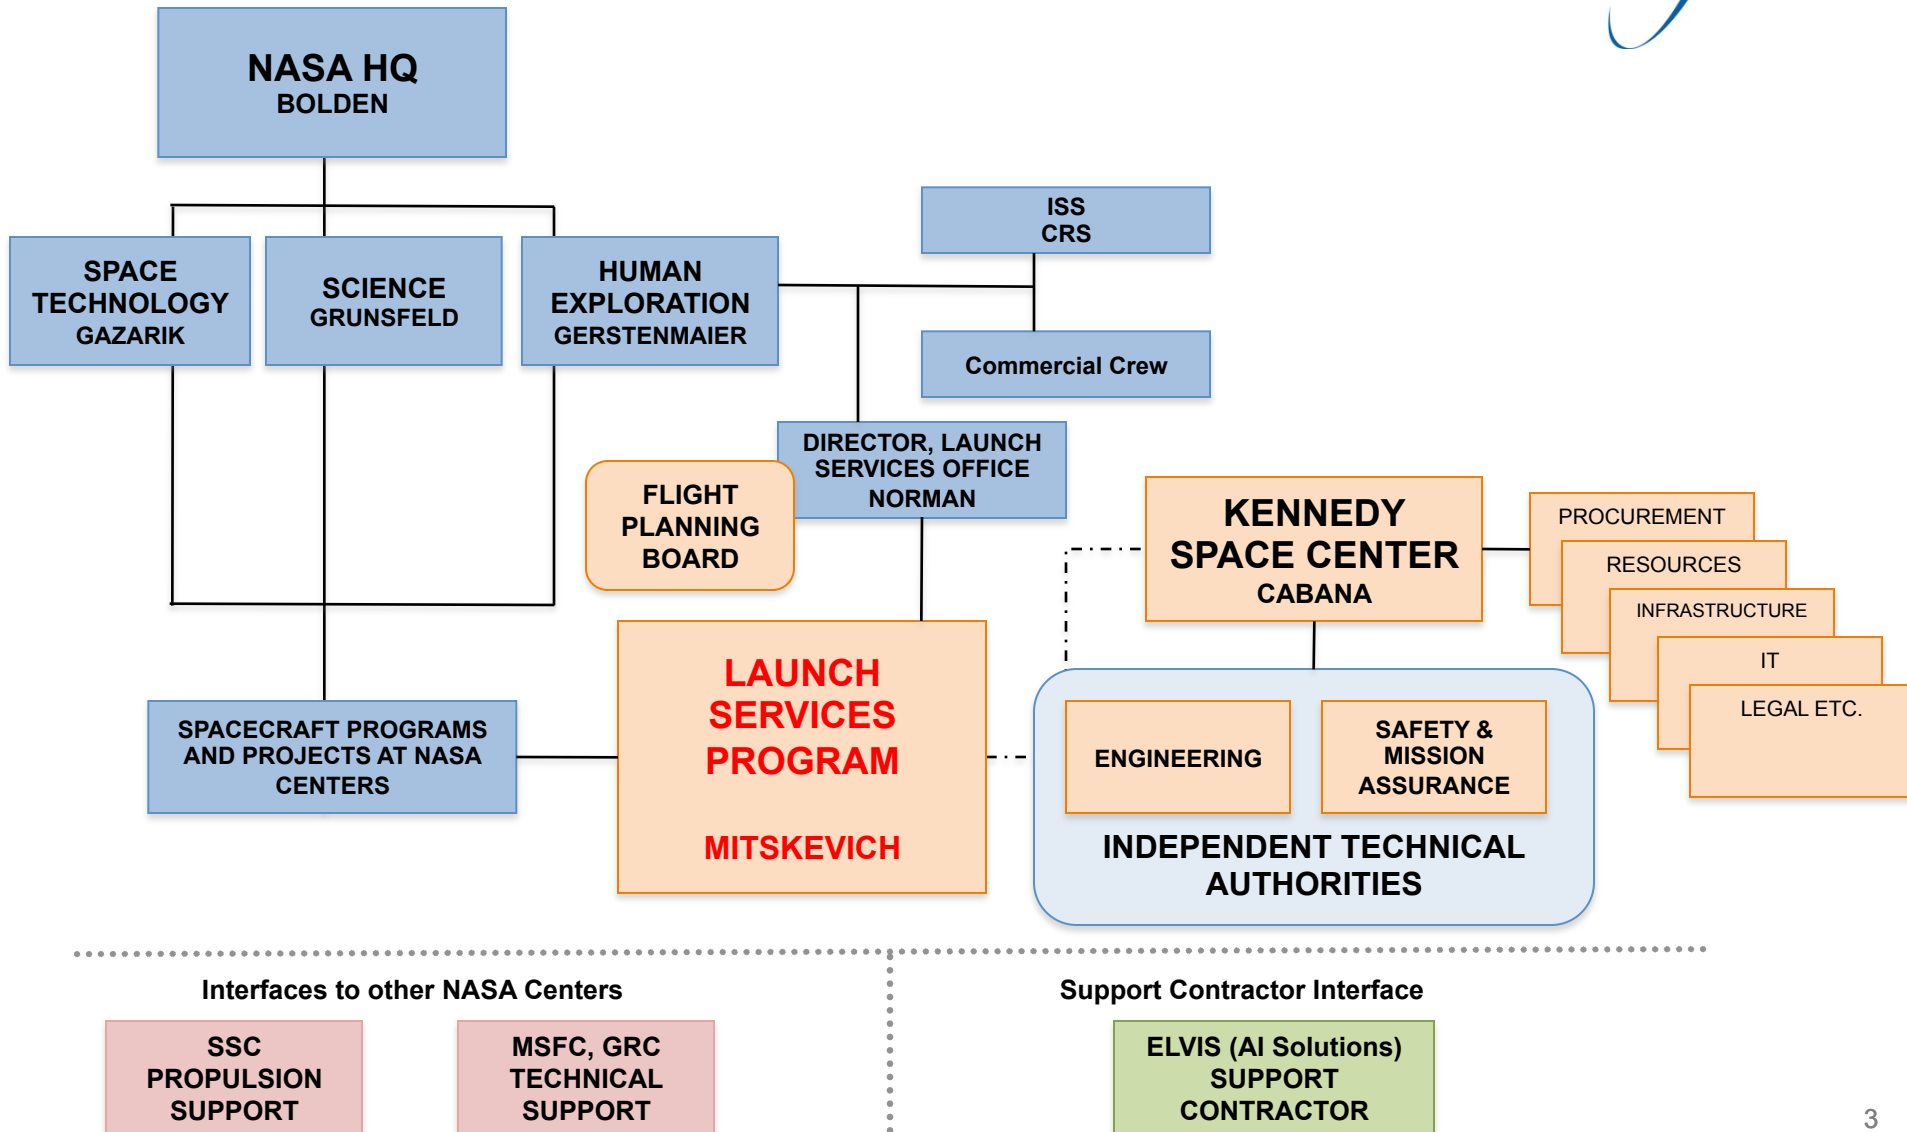 NASA HQ
BOLDEN
ISS
CRS
SPACE
TECHNOLOGY
GAZARIK
SCIENCE
GRUNSFELD
HUMAN
EXPLORATION
GERSTENMAIER
Commercial Crew
DIRECTOR, LAUNCH
SERVICES OFFICE
NORMAN
FLIGHT
PLANNING
BOARD
KENNEDY
SPACE CENTER
CABANA
PROCUREMENT
RESOURCES
INFRASTRUCTURE
IT
LEGAL ETC.
LAUNCH
SERVICES
PROGRAM
MITSKEVICH
SPACECRAFT PROGRAMS
AND PROJECTS AT NASA
CENTERS
ENGINEERING
SAFETY &
MISSION
ASSURANCE
INDEPENDENT TECHNICAL
AUTHORITIES
Interfaces to other NASA Centers
Support Contractor Interface
SSC
PROPULSION
SUPPORT
MSFC, GRC
TECHNICAL
SUPPORT
ELVIS (AI Solutions)
SUPPORT
CONTRACTOR
3